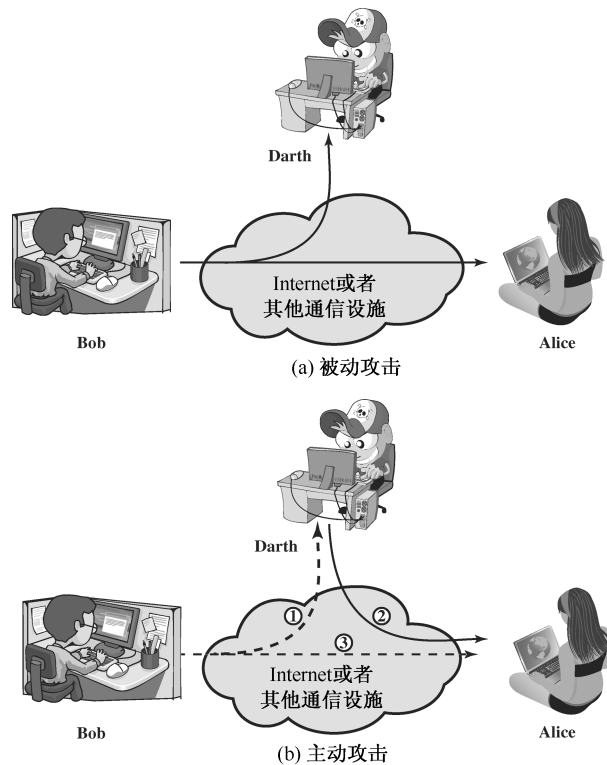 Darth
Internet或者
其他通信设施
Bob
Alice
(a) 被动攻击
Darth
①
②
③
Internet或者
其他通信设施
Bob
Alice
(b) 主动攻击